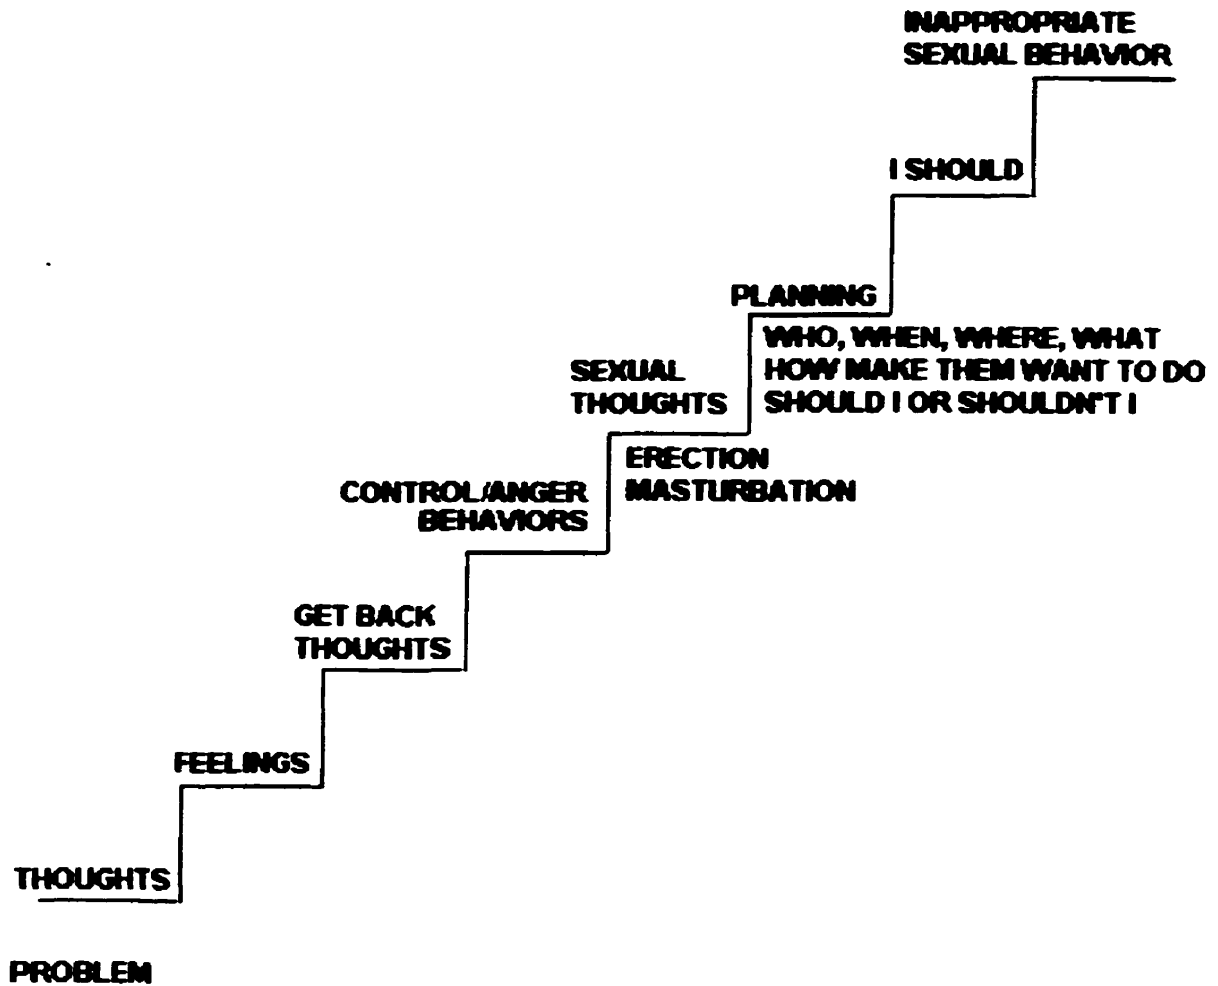 INAPPROPRIATE
SEXUAL BEHAVIOR
I SHOULD
PLANNING
WHO, WHEN, WHERE, WHAT
HOW MAKE THEM WANT TO DO
SHOULD I OR SHOULDN"T I
SEXUAL
THOUGHTS
ERECTION
MASTURBATION
CONTROL/ANGER
BEHAVIORS
GET BACK
THOUGHTS
FEELINGS
THOUGHTS
PROBLEM